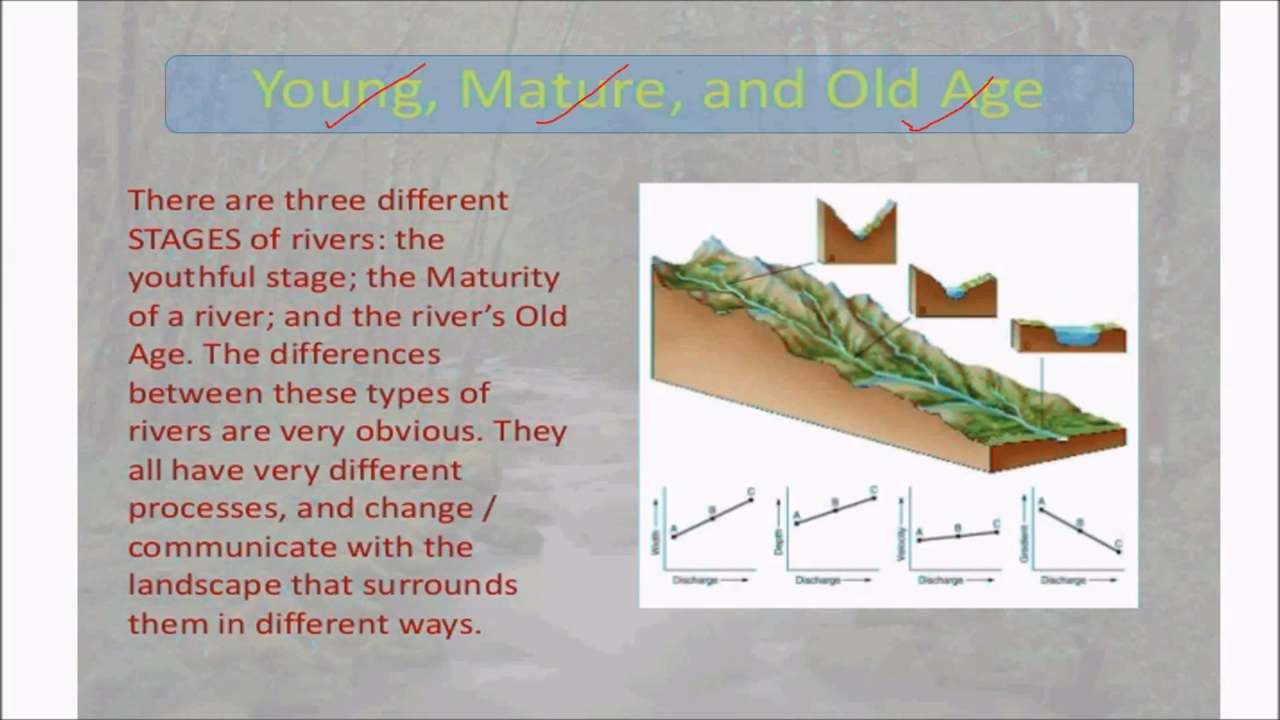 Young, Mature, and Old Age
There are three different
STAGES of rivers: the
youthful stage; the Maturity
of a river; and the river's Old
Age. The differences
between these types of
rivers are very obvious. They
all have very different
processes, and change /
communicate with the
landscape that surrounds
them in different ways.
A
B
Width
A
B
C
Discharge
Depth
A
B
C
Discharge
Velocity
A
B
C
Discharge
Gradient
A
B
C
Discharge